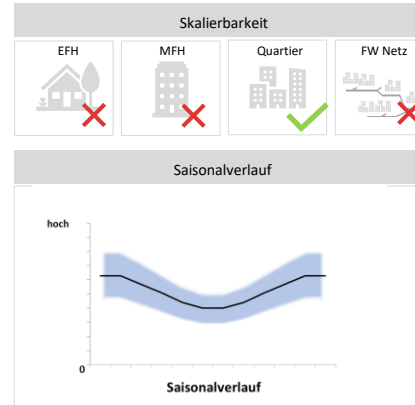 Skalierbarkeit
EFH
MFH
Quartier
FW Netz
Saisonalverlauf
hoch
0
Saisonalverlauf